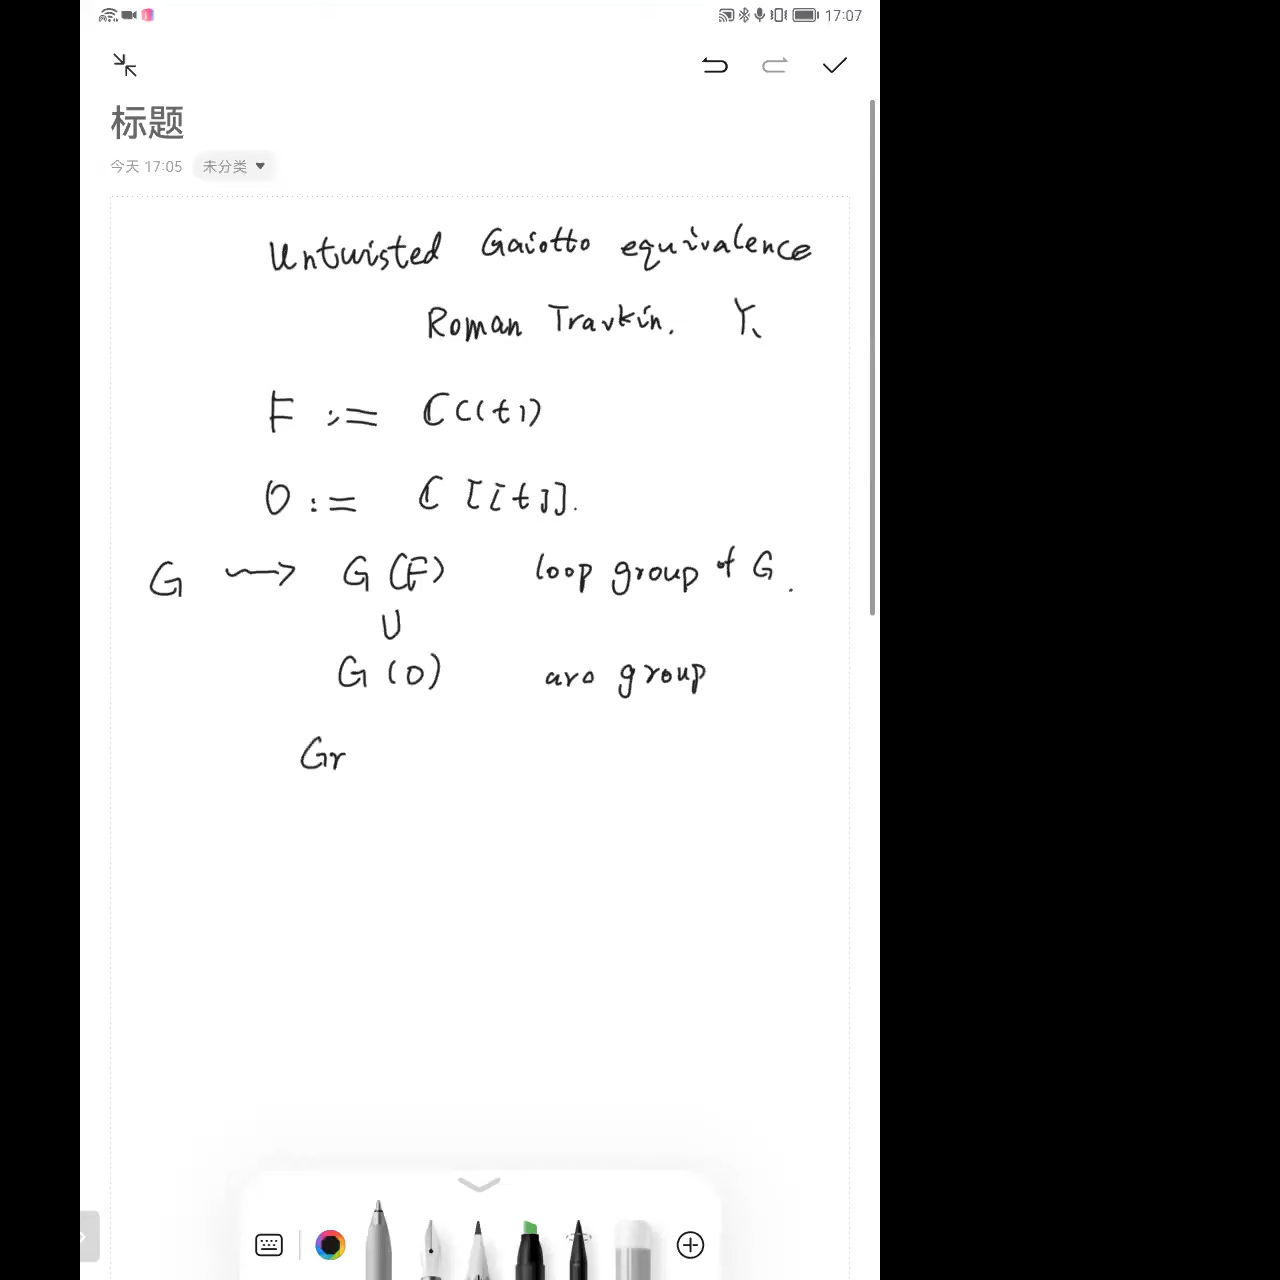 17:07
标题
今天 17:05 未分类
Untwisted Gaiotto equivalence
Roman Travkin. Y.
F := ℂ((t))
O := ℂ[[t]].
G ⇝ G(F) loop group of G.
∪
G(O) arc group
Gr